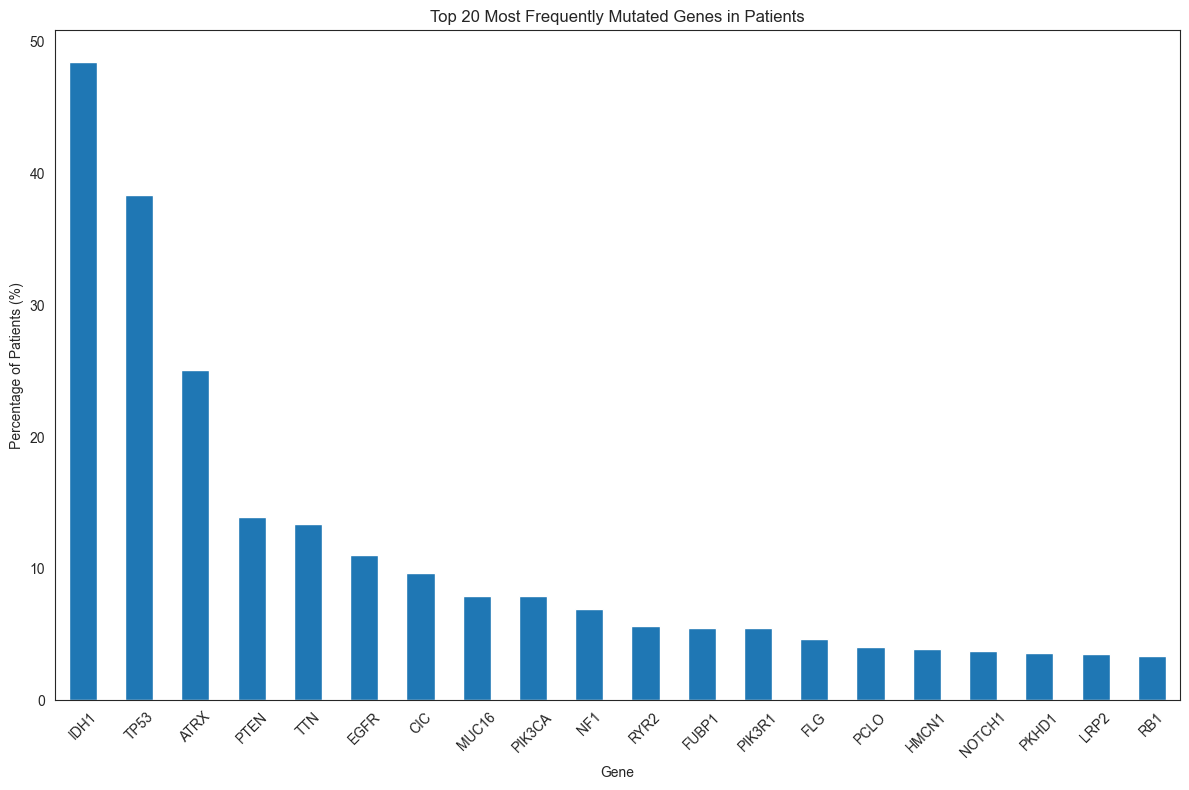 Top 20 Most Frequently Mutated Genes in Patients
Percentage of Patients (%)
50
40
30
20
10
0
IDH1
TP53
ATRX
PTEN
TTN
EGFR
CIC
MUC16
PIK3CA
NF1
RYR2
FUBP1
PIK3R1
FLG
PCLO
HMCN1
NOTCH1
PKHD1
LRP2
RB1
Gene